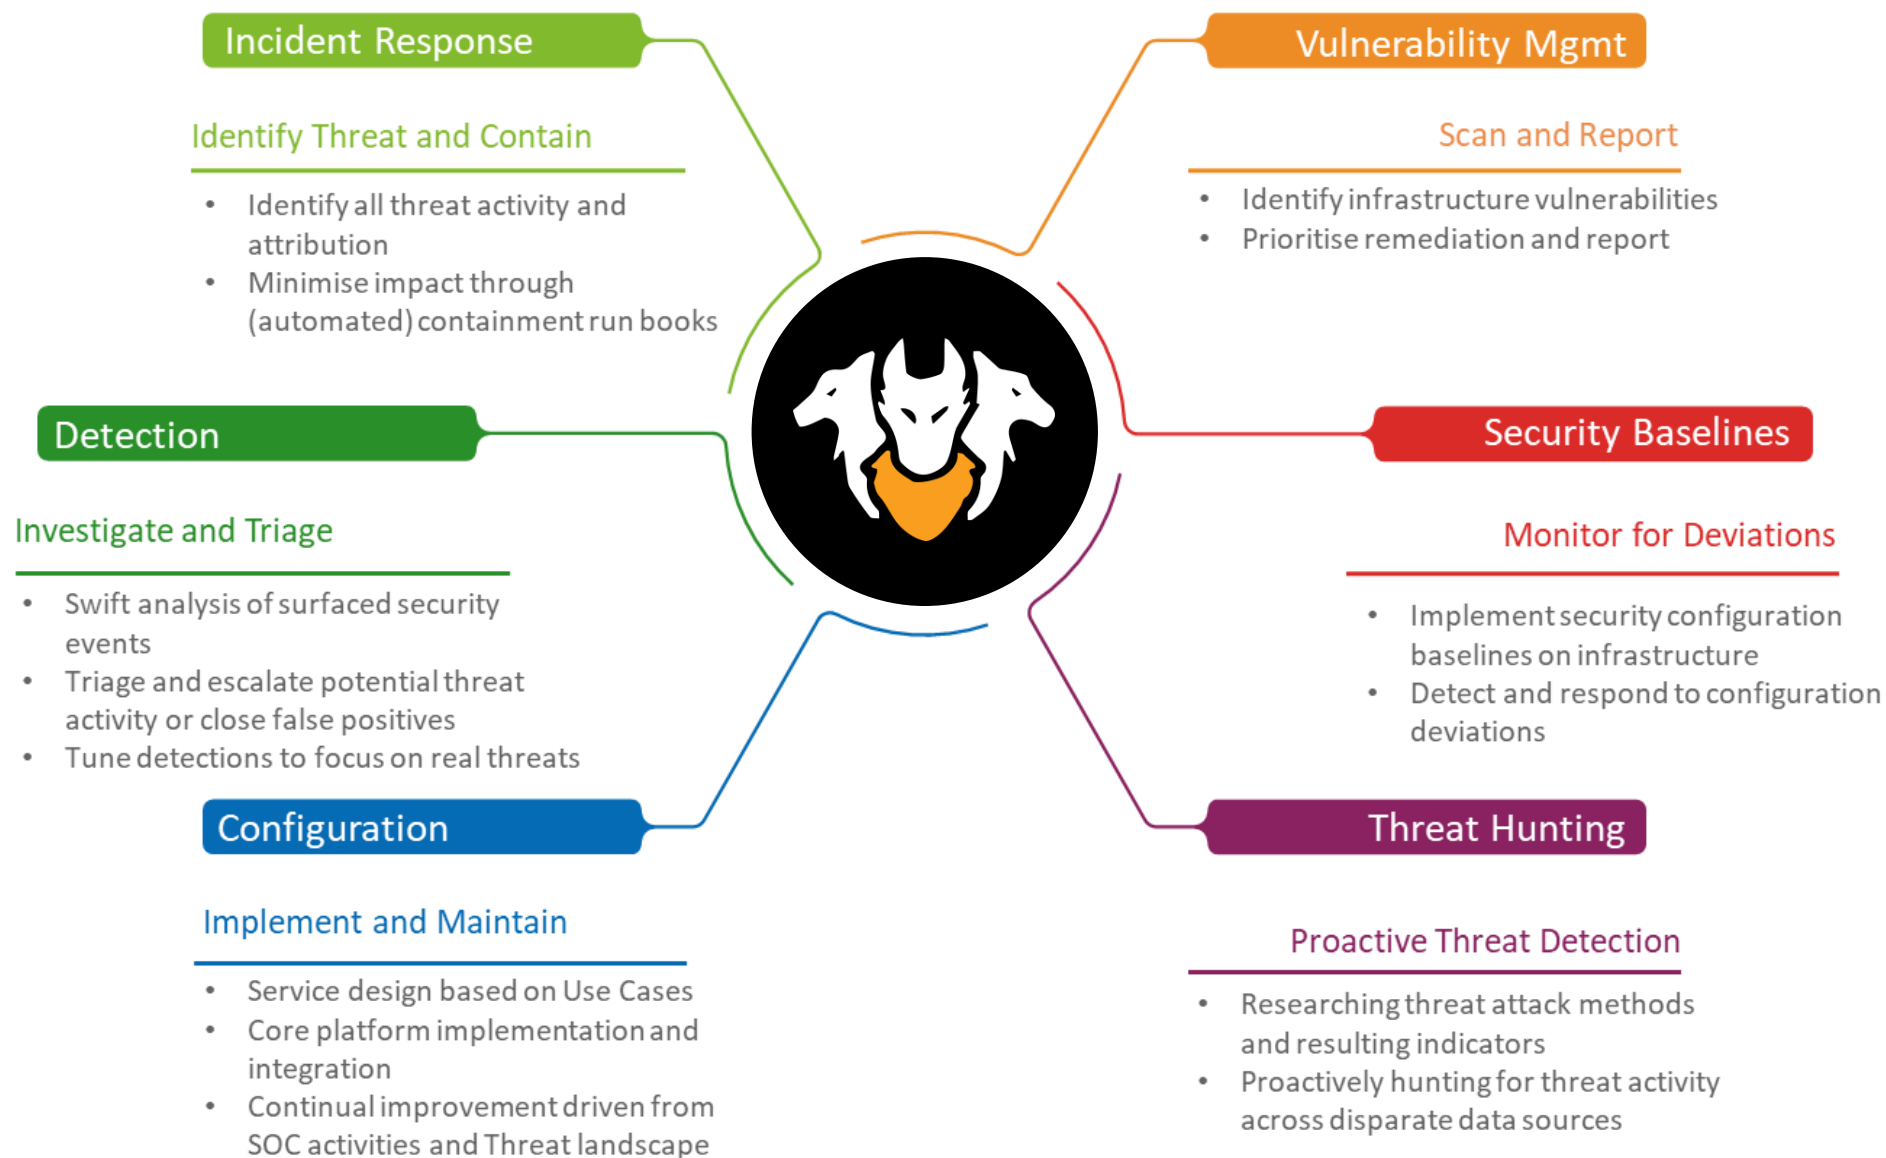 Incident Response
Identify Threat and Contain
• Identify all threat activity and
attribution
• Minimise impact through
(automated) containment run books
Detection
Investigate and Triage
• Swift analysis of surfaced security
events
• Triage and escalate potential threat
activity or close false positives
• Tune detections to focus on real threats
Configuration
Implement and Maintain
• Service design based on Use Cases
• Core platform implementation and
integration
• Continual improvement driven from
SOC activities and Threat landscape
Vulnerability Mgmt
Scan and Report
• Identify infrastructure vulnerabilities
• Prioritise remediation and report
Security Baselines
Monitor for Deviations
• Implement security configuration
baselines on infrastructure
• Detect and respond to configuration
deviations
Threat Hunting
Proactive Threat Detection
• Researching threat attack methods
and resulting indicators
• Proactively hunting for threat activity
across disparate data sources